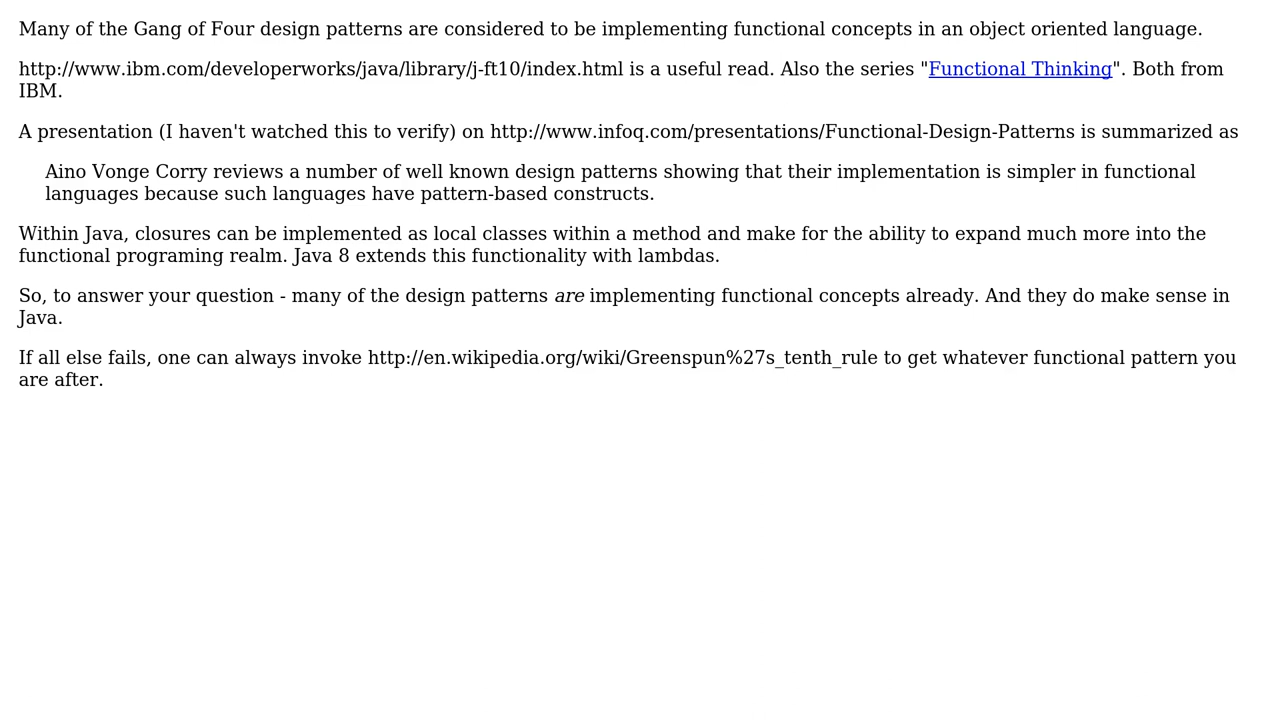 Many of the Gang of Four design patterns are considered to be implementing functional concepts in an object oriented language.
http://www.ibm.com/developerworks/java/library/j-ft10/index.html is a useful read. Also the series "Functional Thinking". Both from
IBM.
A presentation (I haven't watched this to verify) on http://www.infoq.com/presentations/Functional-Design-Patterns is summarized as
Aino Vonge Corry reviews a number of well known design patterns showing that their implementation is simpler in functional
languages because such languages have pattern-based constructs.
Within Java, closures can be implemented as local classes within a method and make for the ability to expand much more into the
functional programing realm. Java 8 extends this functionality with lambdas.
So, to answer your question - many of the design patterns are implementing functional concepts already. And they do make sense in
Java.
If all else fails, one can always invoke http://en.wikipedia.org/wiki/Greenspun%27s_tenth_rule to get whatever functional pattern you
are after.